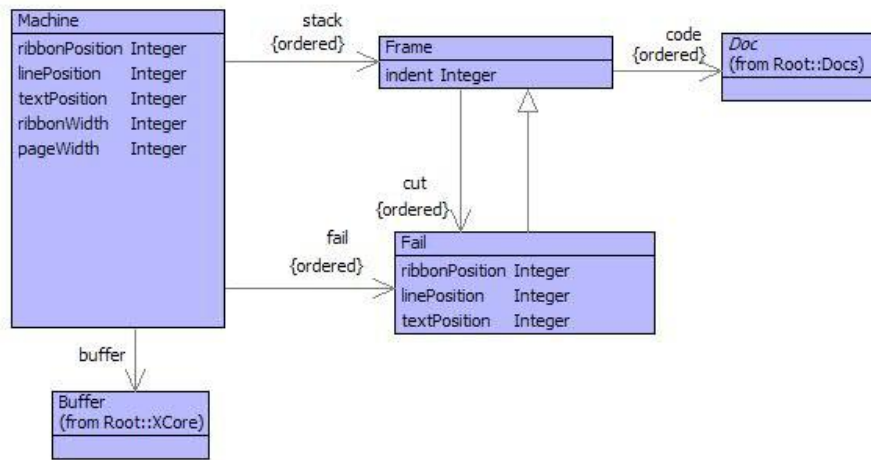 Machine
ribbonPosition Integer
linePosition Integer
textPosition Integer
ribbonWidth Integer
pageWidth Integer
stack
{ordered}
Frame
indent Integer
code
{ordered}
Doc
(from Root::Docs)
cut
{ordered}
fail
{ordered}
Fail
ribbonPosition Integer
linePosition Integer
textPosition Integer
buffer
Buffer
(from Root::XCore)